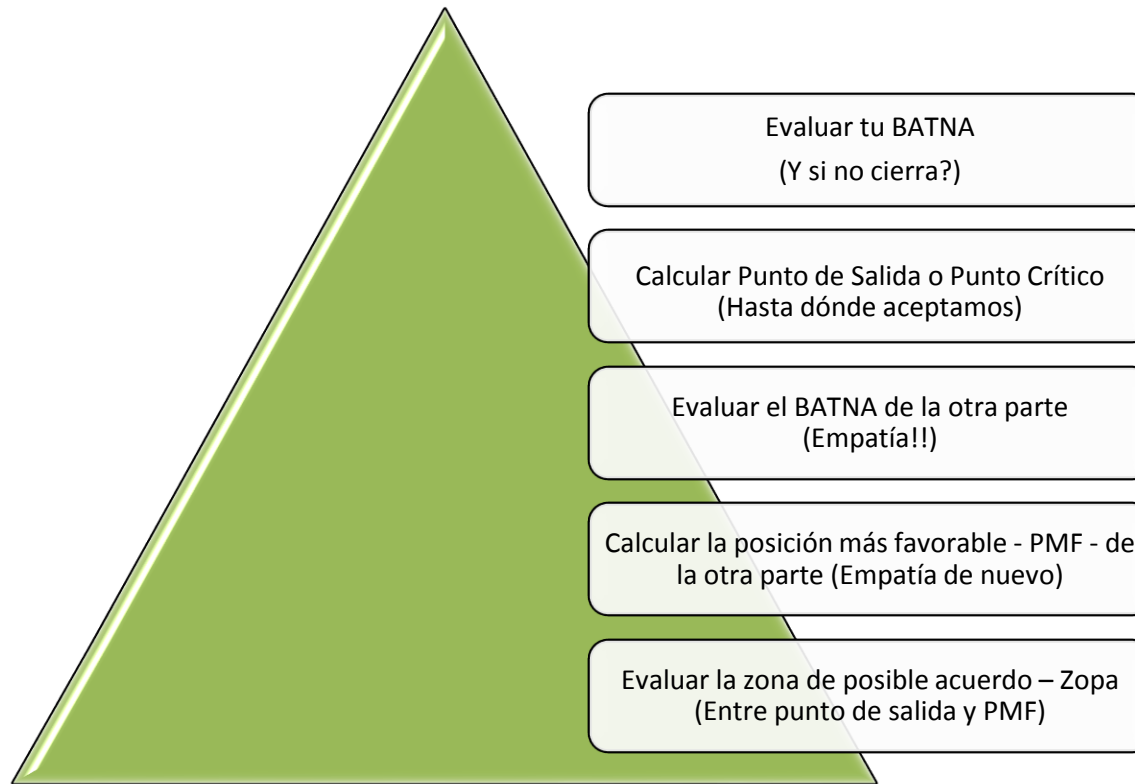 Evaluar tu BATNA
(Y si no cierra?)
Calcular Punto de Salida o Punto Crítico
(Hasta dónde aceptamos)
Evaluar el BATNA de la otra parte
(Empatía!!)
Calcular la posición más favorable - PMF - de
la otra parte (Empatía de nuevo)
Evaluar la zona de posible acuerdo – Zopa
(Entre punto de salida y PMF)